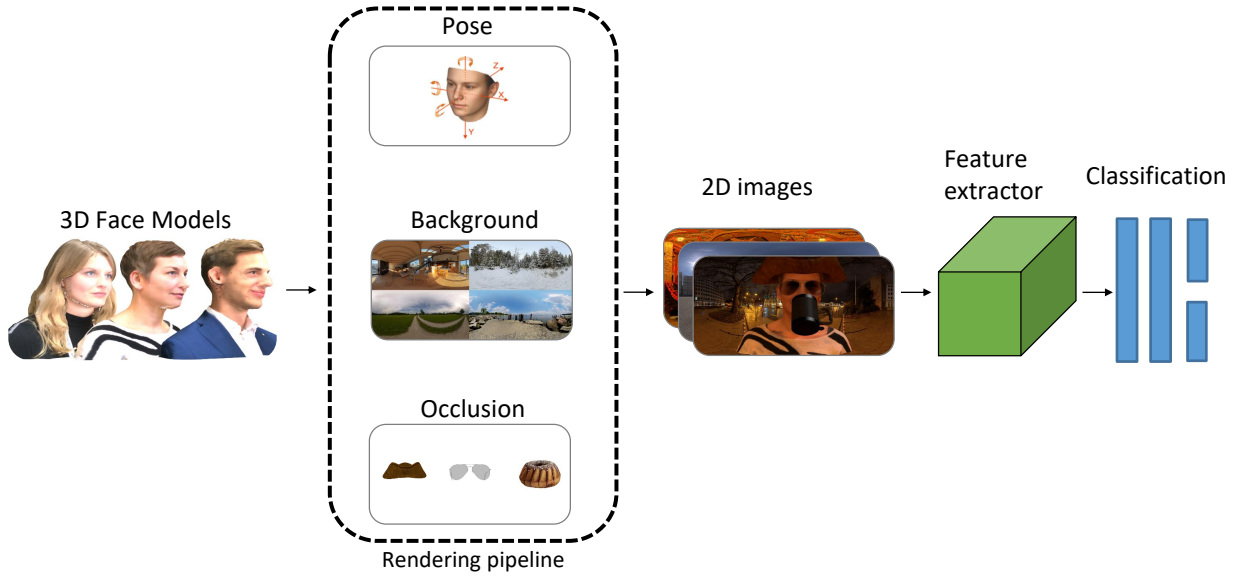 Pose
Z
X
Y
3D Face Models
Background
Occlusion
Rendering pipeline
2D images
Feature
extractor
Classification